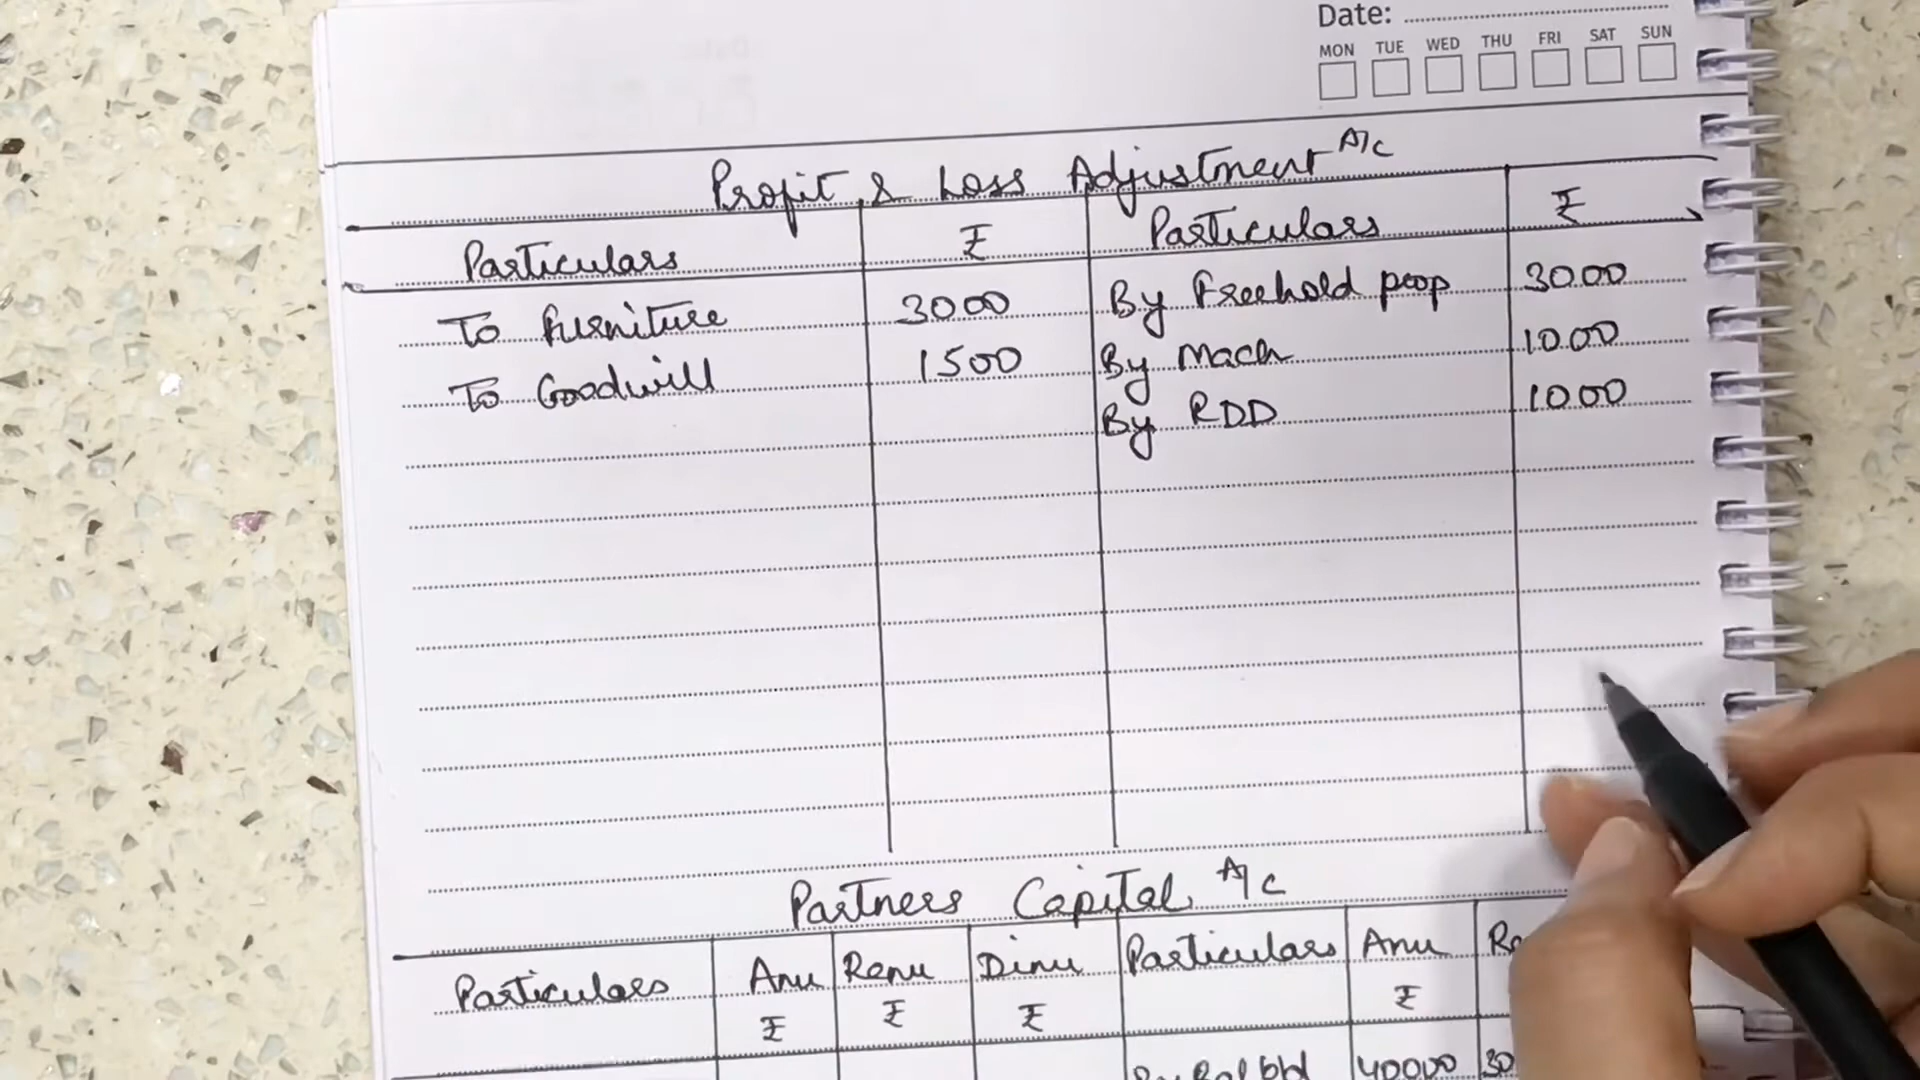 Date:
MON TUE WED THU FRI SAT SUN
Profit & Loss Adjustment A/c
Particulars ₹ Particulars ₹
To furniture 3000 By Freehold prop 3000
To Goodwill 1500 By Mach 1000
By RDD 1000
Partners Capital A/c
Particulars Anu Renu Dinu Particulars Anu
₹ ₹ ₹ ₹
40000